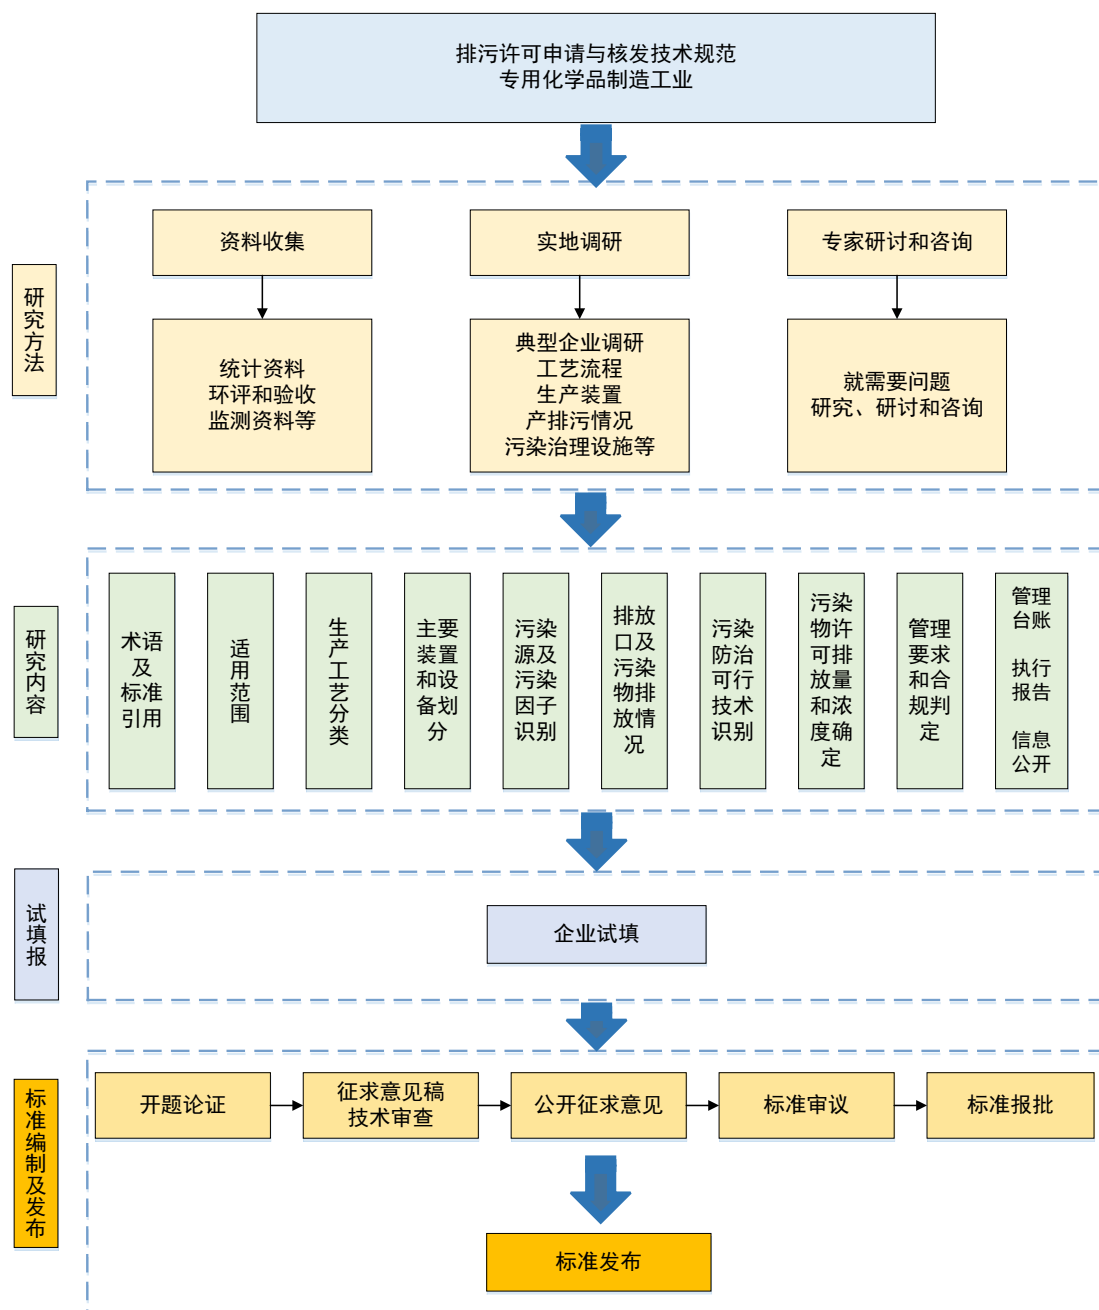 排污许可申请与核发技术规范
专用化学品制造工业
研究方法
资料收集
实地调研
专家研讨和咨询
统计资料
环评和验收
监测资料等
典型企业调研
工艺流程
生产装置
产排污情况
污染治理设施等
就需要问题
研究、研讨和咨询
研究内容
术语
及
标准
引用
适用范围
生产工艺分类
主要
装置
和设
备划
分
污染
源及
污染
因子
识别
排放
口及
污染
物排
放情
况
污染
防治
可行
技术
识别
污染
物许
可排
放量
和浓
度确
定
管理
要求
和合
规判
定
管理
台账
执行
报告
信息
公开
试填报
企业试填
标准编制及发布
开题论证
征求意见稿
技术审查
公开征求意见
标准审议
标准报批
标准发布